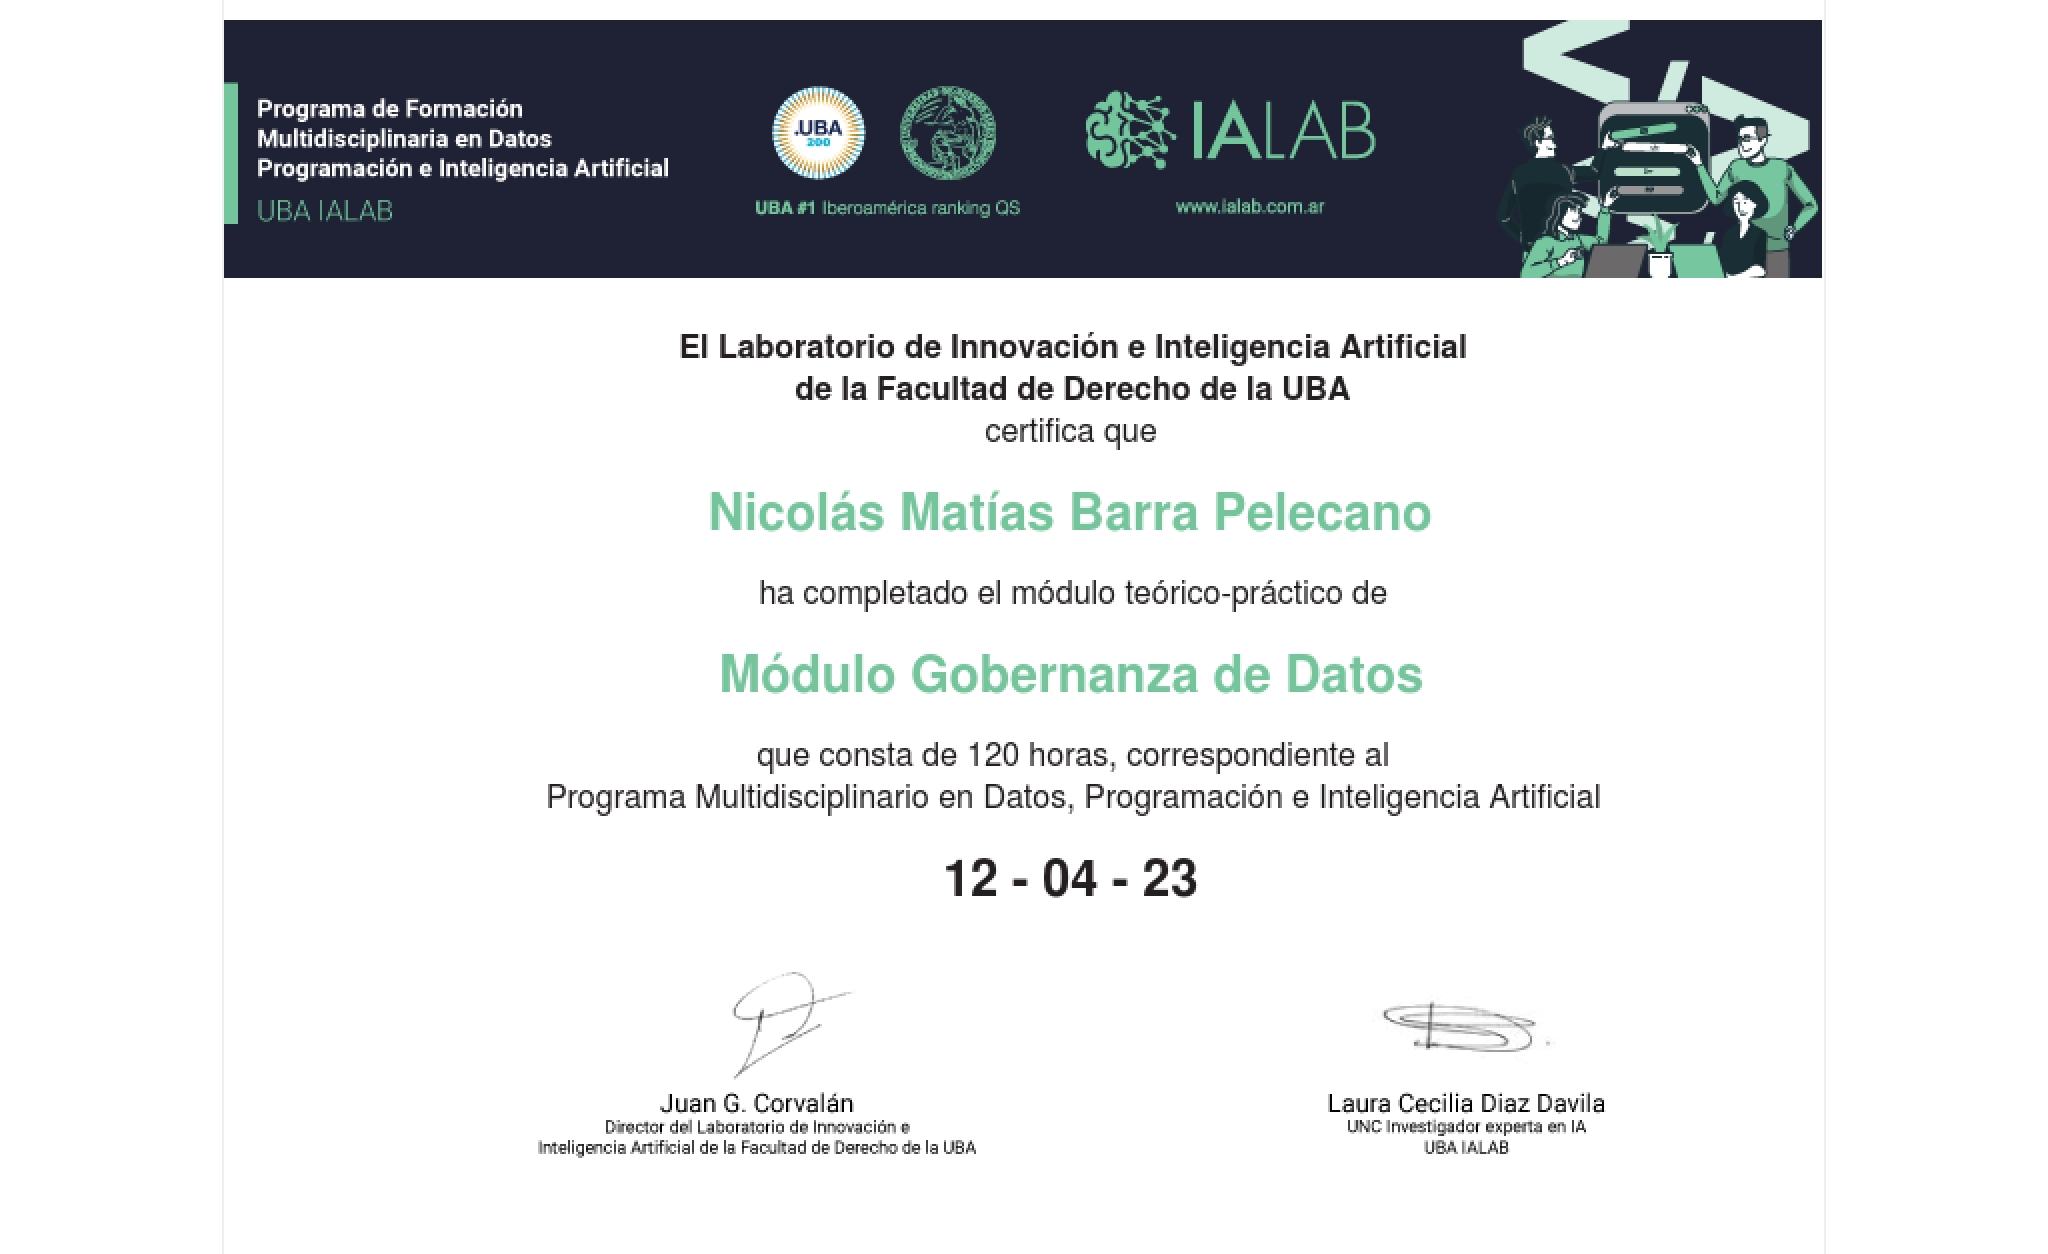 Programa de Formación
Multidisciplinaria en Datos
Programación e Inteligencia Artificial
UBA IALAB
.UBA
200
UBA #1 Iberoamérica ranking QS
IALAB
www.ialab.com.ar
El Laboratorio de Innovación e Inteligencia Artificial
de la Facultad de Derecho de la UBA
certifica que
Nicolás Matías Barra Pelecano
ha completado el módulo teórico-práctico de
Módulo Gobernanza de Datos
que consta de 120 horas, correspondiente al
Programa Multidisciplinario en Datos, Programación e Inteligencia Artificial
12 - 04 - 23
Juan G. Corvalán
Director del Laboratorio de Innovación e
Inteligencia Artificial de la Facultad de Derecho de la UBA
Laura Cecilia Diaz Davila
UNC Investigador experta en IA
UBA IALAB